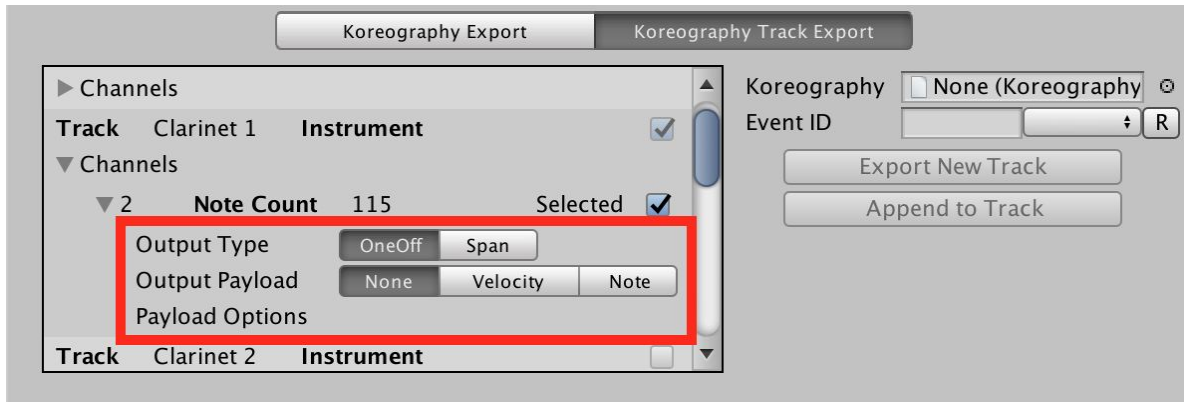 Koreography Export Koreography Track Export
Channels
Track Clarinet 1 Instrument
Channels
2 Note Count 115 Selected
Output Type OneOff Span
Output Payload None Velocity Note
Payload Options
Track Clarinet 2 Instrument
Koreography None (Koreography
Event ID R
Export New Track
Append to Track